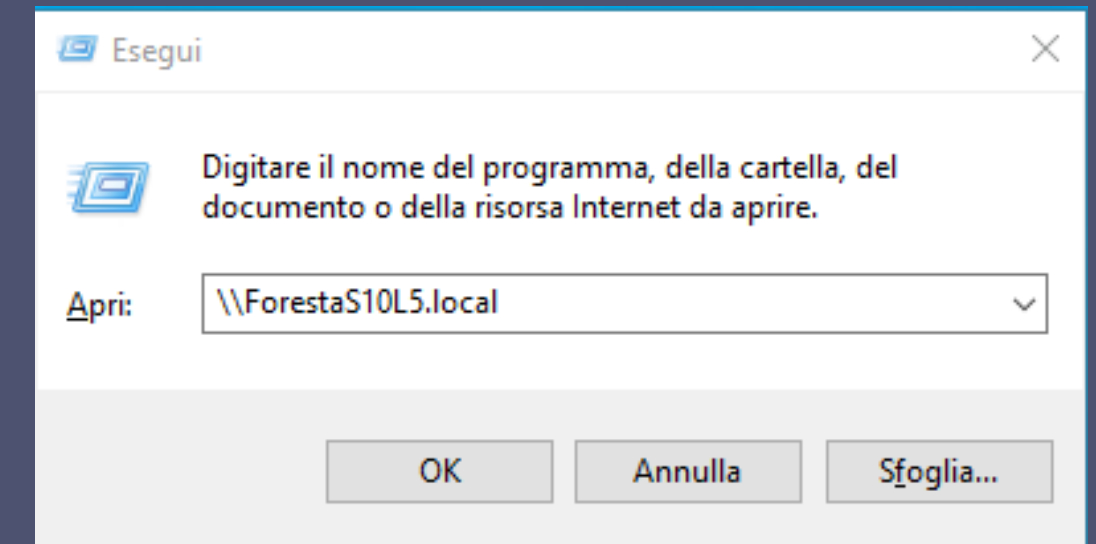 Esegui
Digitare il nome del programma, della cartella, del
documento o della risorsa Internet da aprire.
Apri:
\\ForestaS10L5.local
OK
Annulla
Sfoglia...